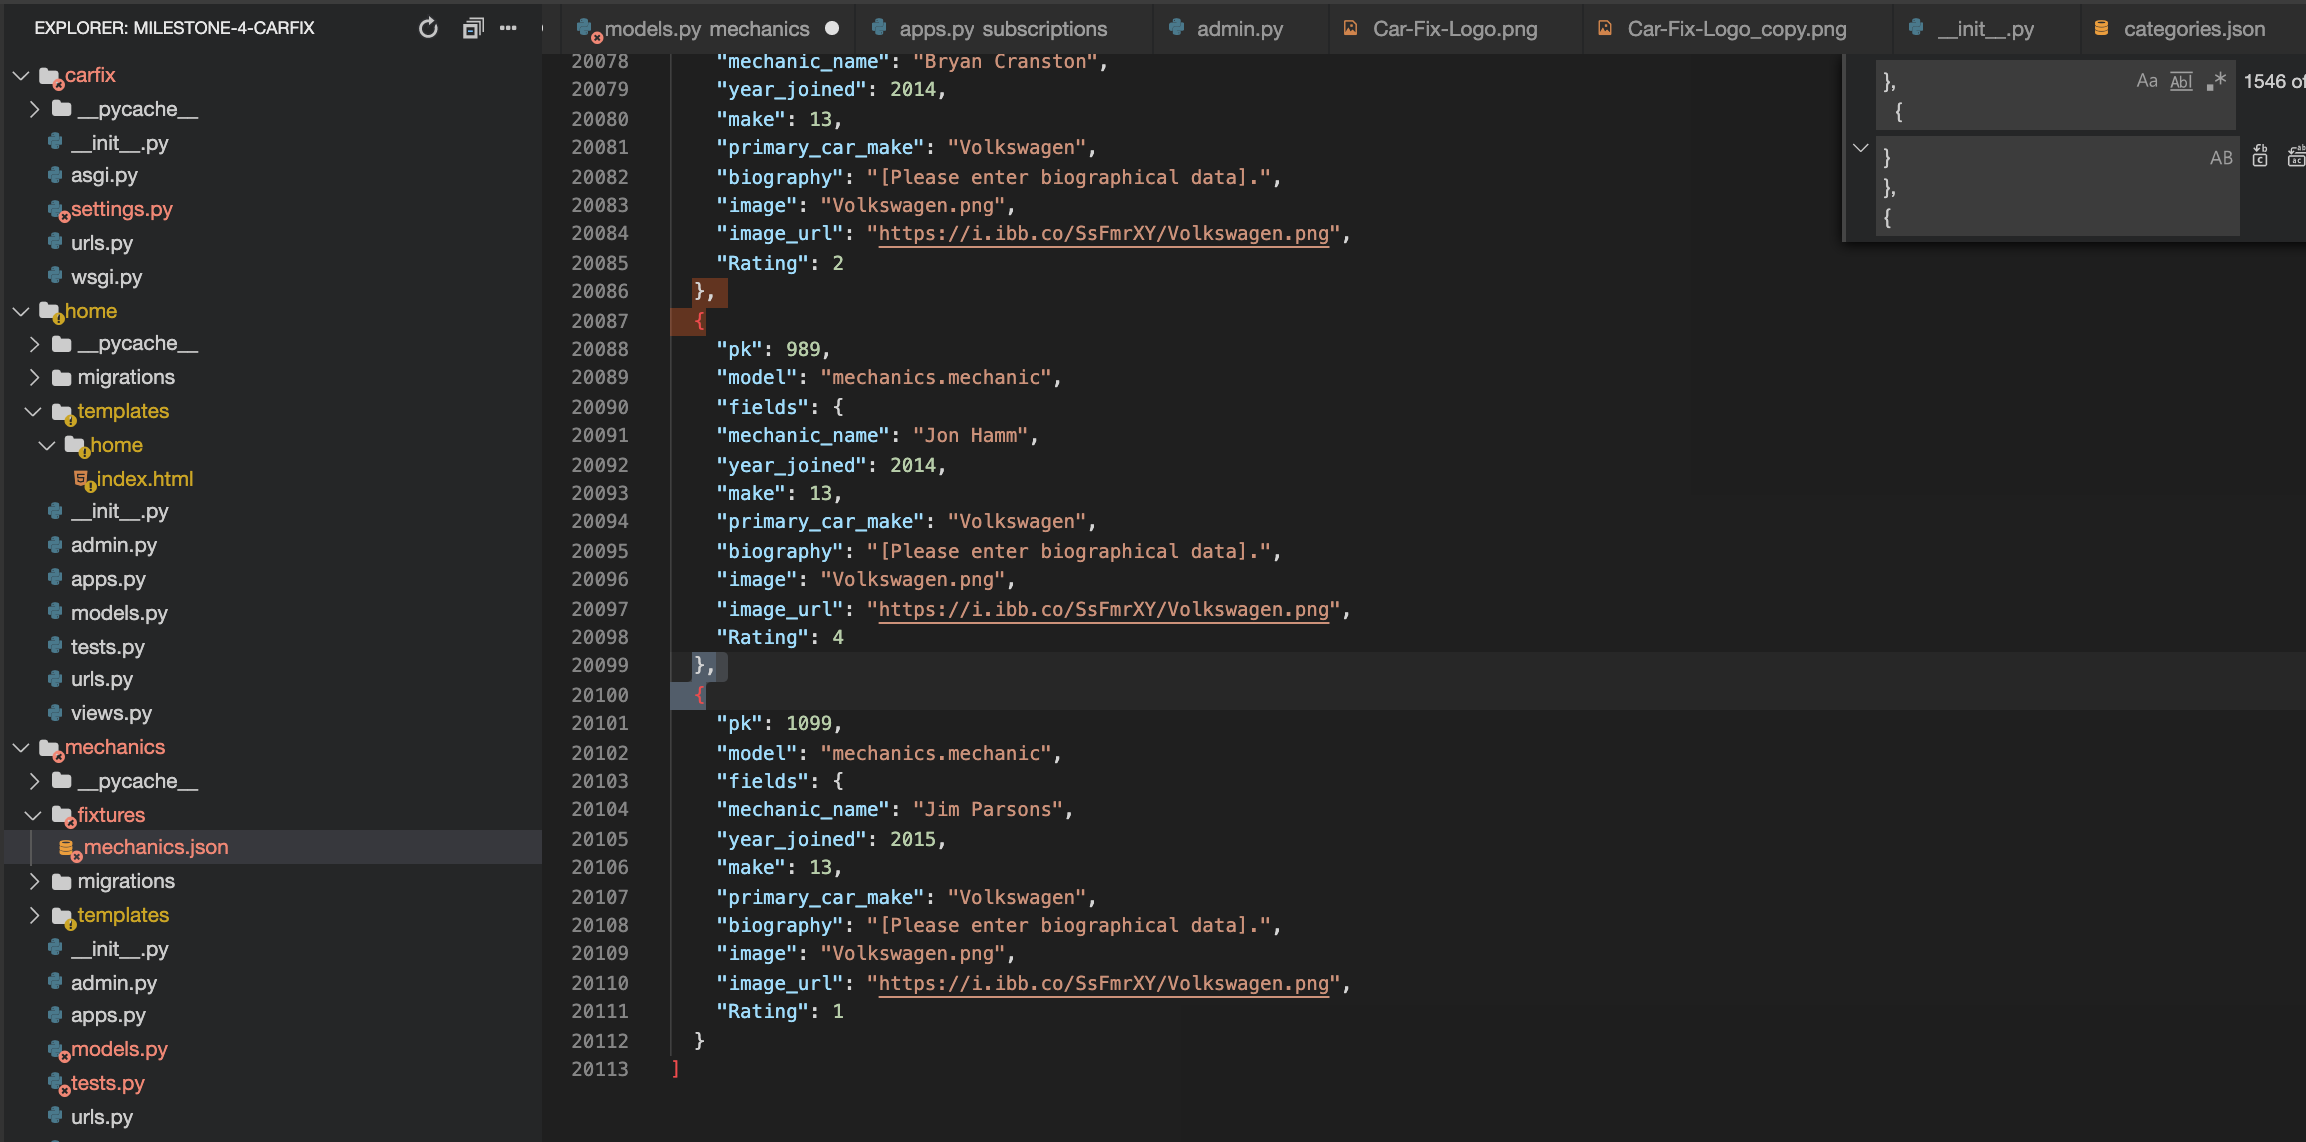 EXPLORER: MILESTONE-4-CARFIX
carfix
__pycache__
__init__.py
asgi.py
settings.py
urls.py
wsgi.py
home
__pycache__
migrations
templates
home
index.html
__init__.py
admin.py
apps.py
models.py
tests.py
urls.py
views.py
mechanics
__pycache__
fixtures
mechanics.json
migrations
templates
__init__.py
admin.py
apps.py
models.py
tests.py
urls.py
models.py mechanics
apps.py subscriptions
admin.py
Car-Fix-Logo.png
Car-Fix-Logo_copy.png
__init__.py
categories.json
20078 "mechanic_name": "Bryan Cranston",
20079 "year_joined": 2014,
20080 "make": 13,
20081 "primary_car_make": "Volkswagen",
20082 "biography": "[Please enter biographical data].",
20083 "image": "Volkswagen.png",
20084 "image_url": "https://i.ibb.co/SsFmrXY/Volkswagen.png",
20085 "Rating": 2
20086 },
20087 {
20088 "pk": 989,
20089 "model": "mechanics.mechanic",
20090 "fields": {
20091 "mechanic_name": "Jon Hamm",
20092 "year_joined": 2014,
20093 "make": 13,
20094 "primary_car_make": "Volkswagen",
20095 "biography": "[Please enter biographical data].",
20096 "image": "Volkswagen.png",
20097 "image_url": "https://i.ibb.co/SsFmrXY/Volkswagen.png",
20098 "Rating": 4
20099 },
20100 {
20101 "pk": 1099,
20102 "model": "mechanics.mechanic",
20103 "fields": {
20104 "mechanic_name": "Jim Parsons",
20105 "year_joined": 2015,
20106 "make": 13,
20107 "primary_car_make": "Volkswagen",
20108 "biography": "[Please enter biographical data].",
20109 "image": "Volkswagen.png",
20110 "image_url": "https://i.ibb.co/SsFmrXY/Volkswagen.png",
20111 "Rating": 1
20112 }
20113 ]
}, Aa Abl .* 1546 of
{
} AB
},
{